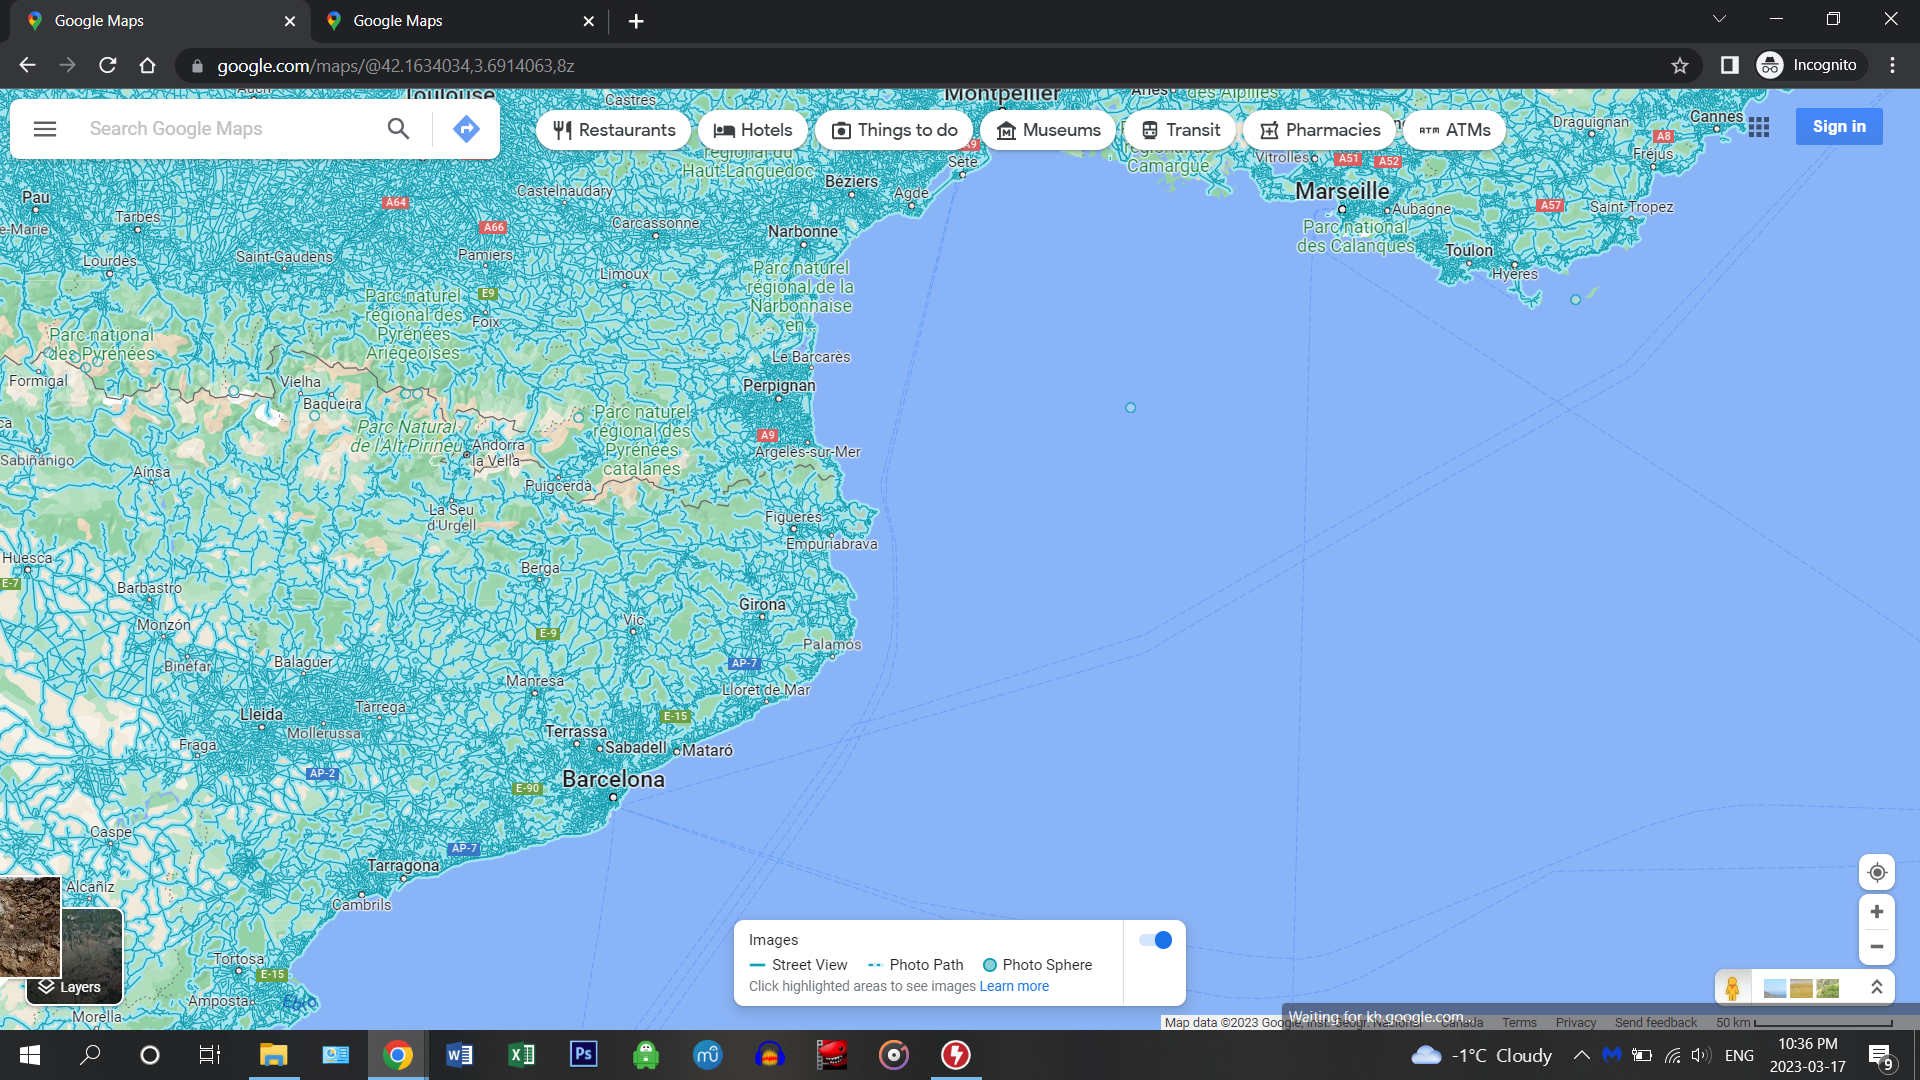 Google Maps
Google Maps
google.com/maps/@42.1634034,3.6914063,8z
Incognito
Search Google Maps
Restaurants
Hotels
Things to do
Museums
Transit
Pharmacies
ATM ATMs
Sign in
Toulouse
Castres
Montpellier
des Alpilles
Draguignan
Cannes
A8
Fréjus
régional du
Haut-Languedoc
A9
Sète
régional de
Camargue
Vitrolles
A51
A52
Pau
Castelnaudary
Béziers
Agde
Marseille
Aubagne
A57
Saint-Tropez
A64
Tarbes
A66
Carcassonne
Narbonne
Parc national
des Calanques
Toulon
Hyères
Lourdes
Saint-Gaudens
Pamiers
Limoux
Parc naturel
régional de la
Narbonnaise
en...
Parc naturel
régional des
Pyrénées
Ariégeoises
E9
Foix
Parc national
des Pyrénées
Le Barcarès
Formigal
Vielha
Baqueira
Perpignan
Parc Natural
de l'Alt Pirineu
Andorra
la Vella
Parc naturel
régional des
Pyrénées
catalanes
A9
Argelès-sur-Mer
Sabiñánigo
Aínsa
Puigcerdà
La Seu
d'Urgell
Figueres
Empuriabrava
Huesca
E-7
Barbastro
Berga
Girona
Monzón
Vic
E-9
Palamós
Binéfar
Balaguer
AP-7
Manresa
Lloret de Mar
Lleida
Tàrrega
E-15
Mollerussa
Terrassa
Sabadell
Mataró
Fraga
AP-2
Barcelona
E-90
Caspe
AP-7
Tarragona
Alcañiz
Cambrils
Tortosa
E-15
Layers
Amposta
Ebro
Morella
Images
Street View
Photo Path
Photo Sphere
Click highlighted areas to see images Learn more
Waiting for kh.google.com...
Map data ©2023 Google, Inst. Geogr. Nacional
Canada
Terms
Privacy
Send feedback
50 km
-1°C Cloudy
ENG
10:36 PM
2023-03-17
9